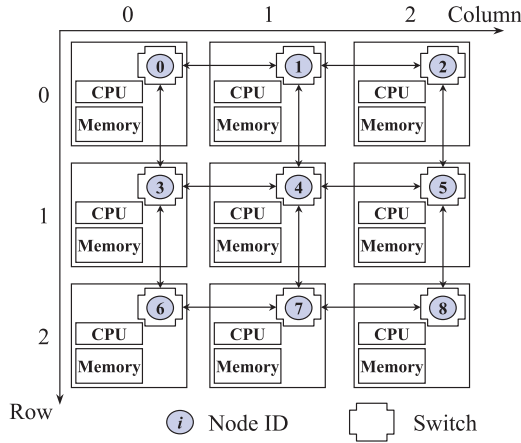 0 1 2 Column
0 1 2
0 CPU CPU CPU
Memory Memory Memory
3 4 5
1 CPU CPU CPU
Memory Memory Memory
6 7 8
2 CPU CPU CPU
Memory Memory Memory
Row i Node ID Switch